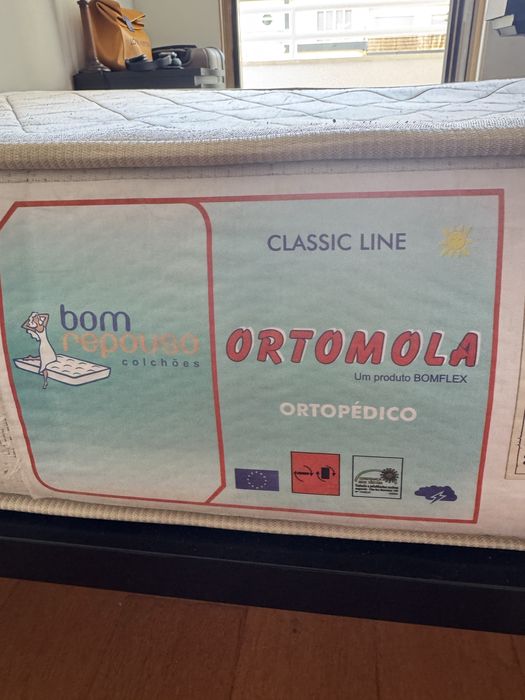 bom
repouso
colchões
CLASSIC LINE
ORTOMOLA
Um produto BOMFLEX
ORTOPÉDICO